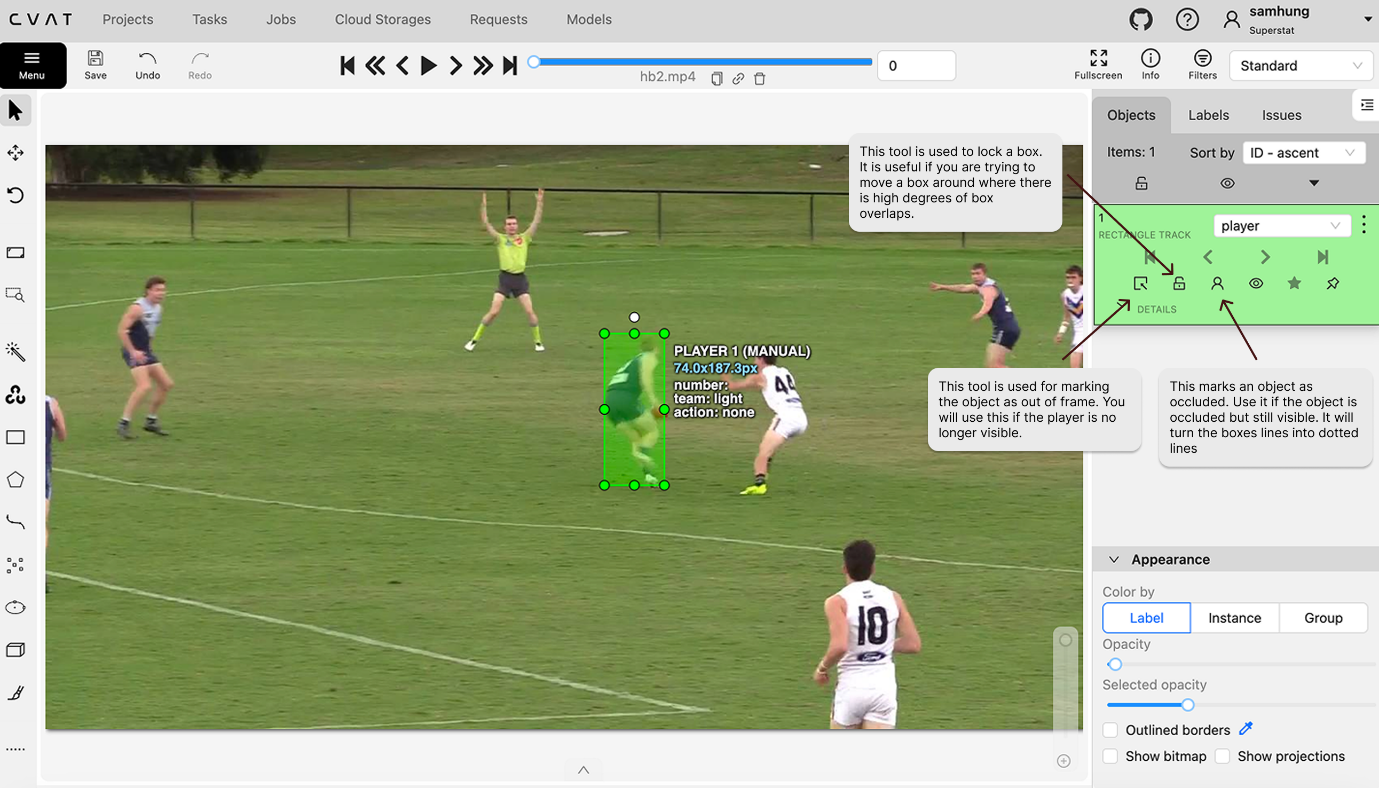 CVAT
Projects
Tasks
Jobs
Cloud Storages
Requests
Models
samhung
Superstat
Menu
Save
Undo
Redo
hb2.mp4
0
Fullscreen
Info
Filters
Standard
Objects
Labels
Issues
Items: 1
Sort by
ID - ascent
This tool is used to lock a box.
It is useful if you are trying to
move a box around where there
is high degrees of box
overlaps.
1
RECTANGLE TRACK
player
DETAILS
PLAYER 1 (MANUAL)
74.0x187.3px
number:
team: light
action: none
44
10
This tool is used for marking
the object as out of frame. You
will use this if the player is no
longer visible.
This marks an object as
occluded. Use it if the object is
occluded but still visible. It will
turn the boxes lines into dotted
lines
Appearance
Color by
Label
Instance
Group
Opacity
Selected opacity
Outlined borders
Show bitmap
Show projections